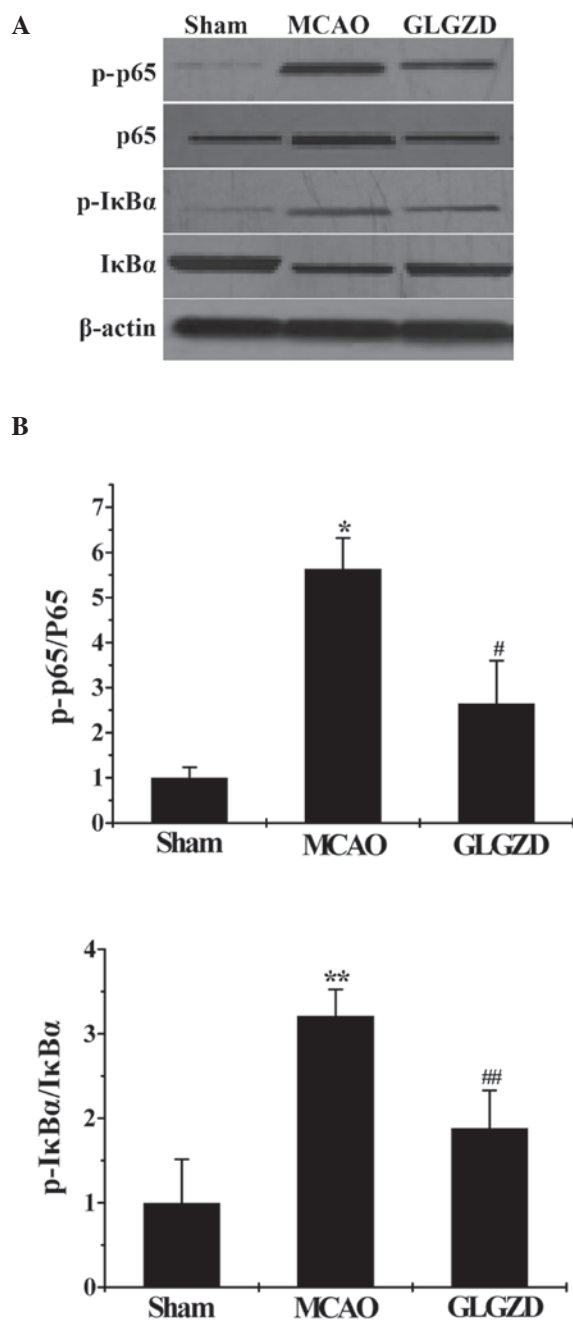 A
Sham MCAO GLGZD
p-p65
p65
p-IκBα
IκBα
β-actin
B
p-p65/P65
7
6
5
4
3
2
1
0
*
#
Sham MCAO GLGZD
p-IκBα/IκBα
4
3
2
1
0
**
##
Sham MCAO GLGZD